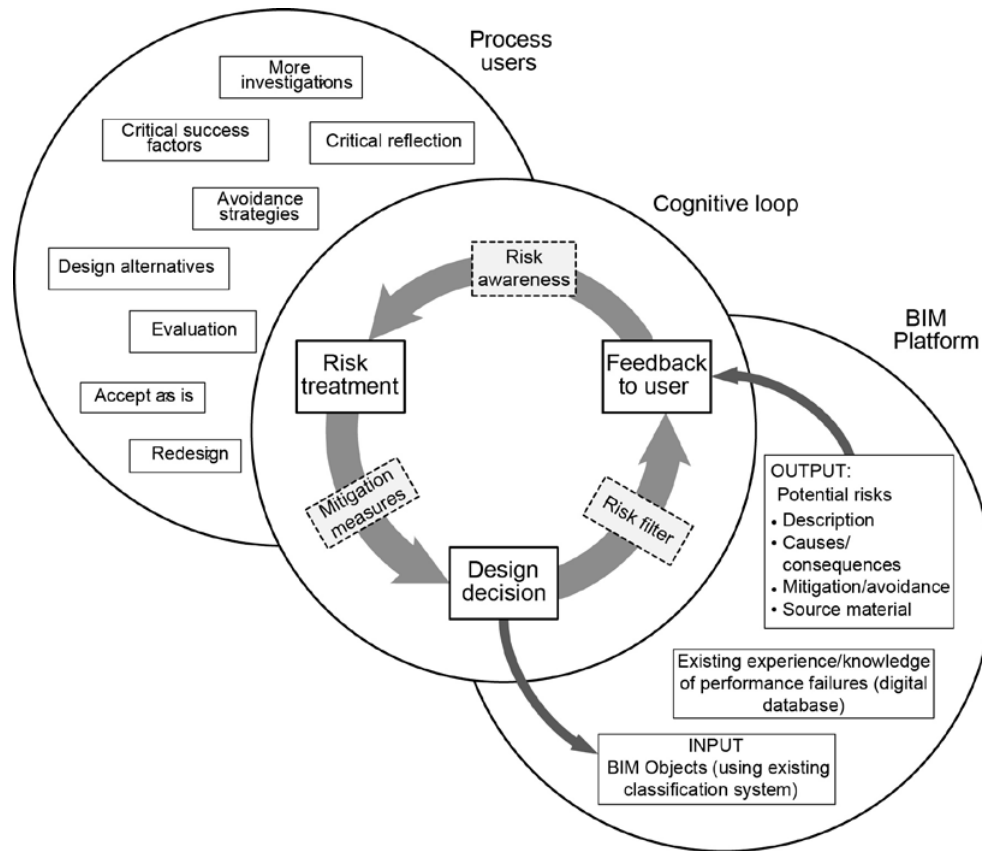 Process
users
More
investigations
Critical success
factors
Critical reflection
Avoidance
strategies
Design alternatives
Evaluation
Accept as is
Redesign
Cognitive loop
Risk
awareness
Risk
treatment
Feedback
to user
Mitigation
measures
Risk filter
Design
decision
BIM
Platform
OUTPUT:
Potential risks
• Description
• Causes/
consequences
• Mitigation/avoidance
• Source material
Existing experience/knowledge
of performance failures (digital
database)
INPUT
BIM Objects (using existing
classification system)